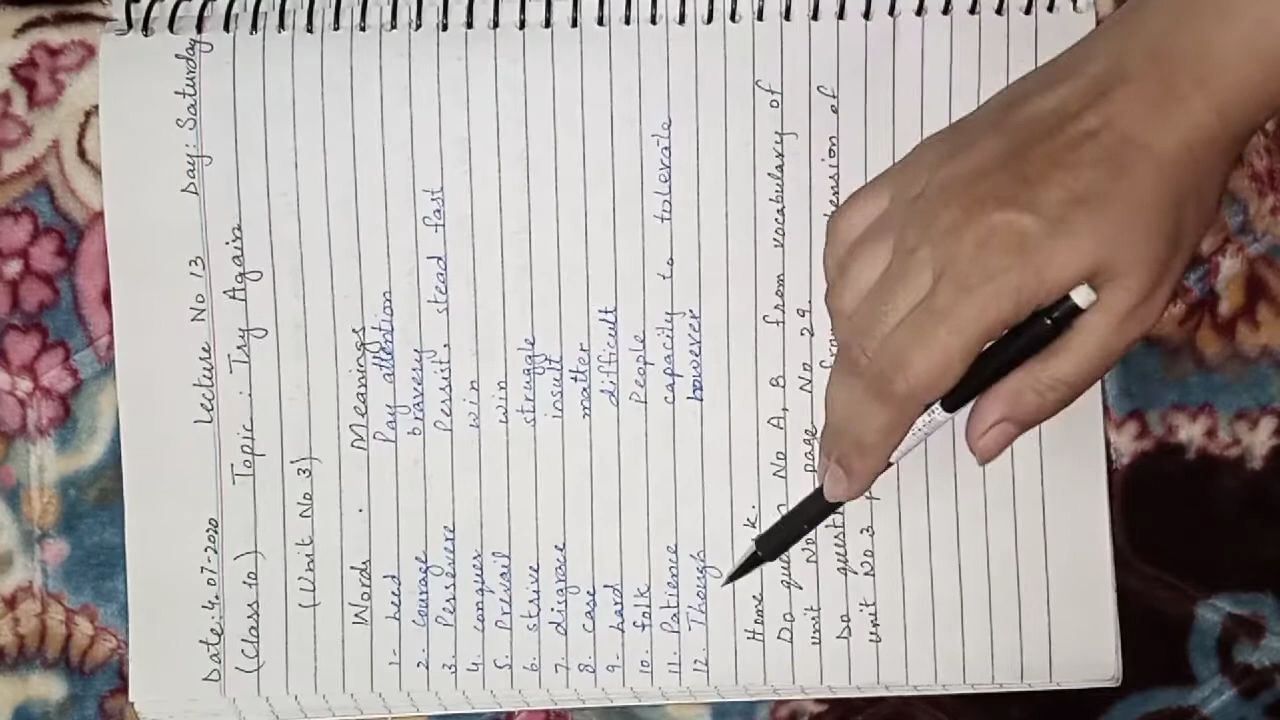 Date: 4.07-2020 Lecture No 13 Day: Saturday
(Class 10) Topic: Try Again
(Unit No 3)
Words. Meanings
1- heed Pay attention
2. courage bravery
3. Persevere Persist, stead fast
4. conquer win
5. Prevail win
6. strive struggle
7. disgrace insult
8. case matter
9- hard difficult
10. folk People
11. Patience capacity to tolerate
12. Though however
Home k.
Do No A, B from vocabulary of
unit No page No 29.
Do of
unit No 3